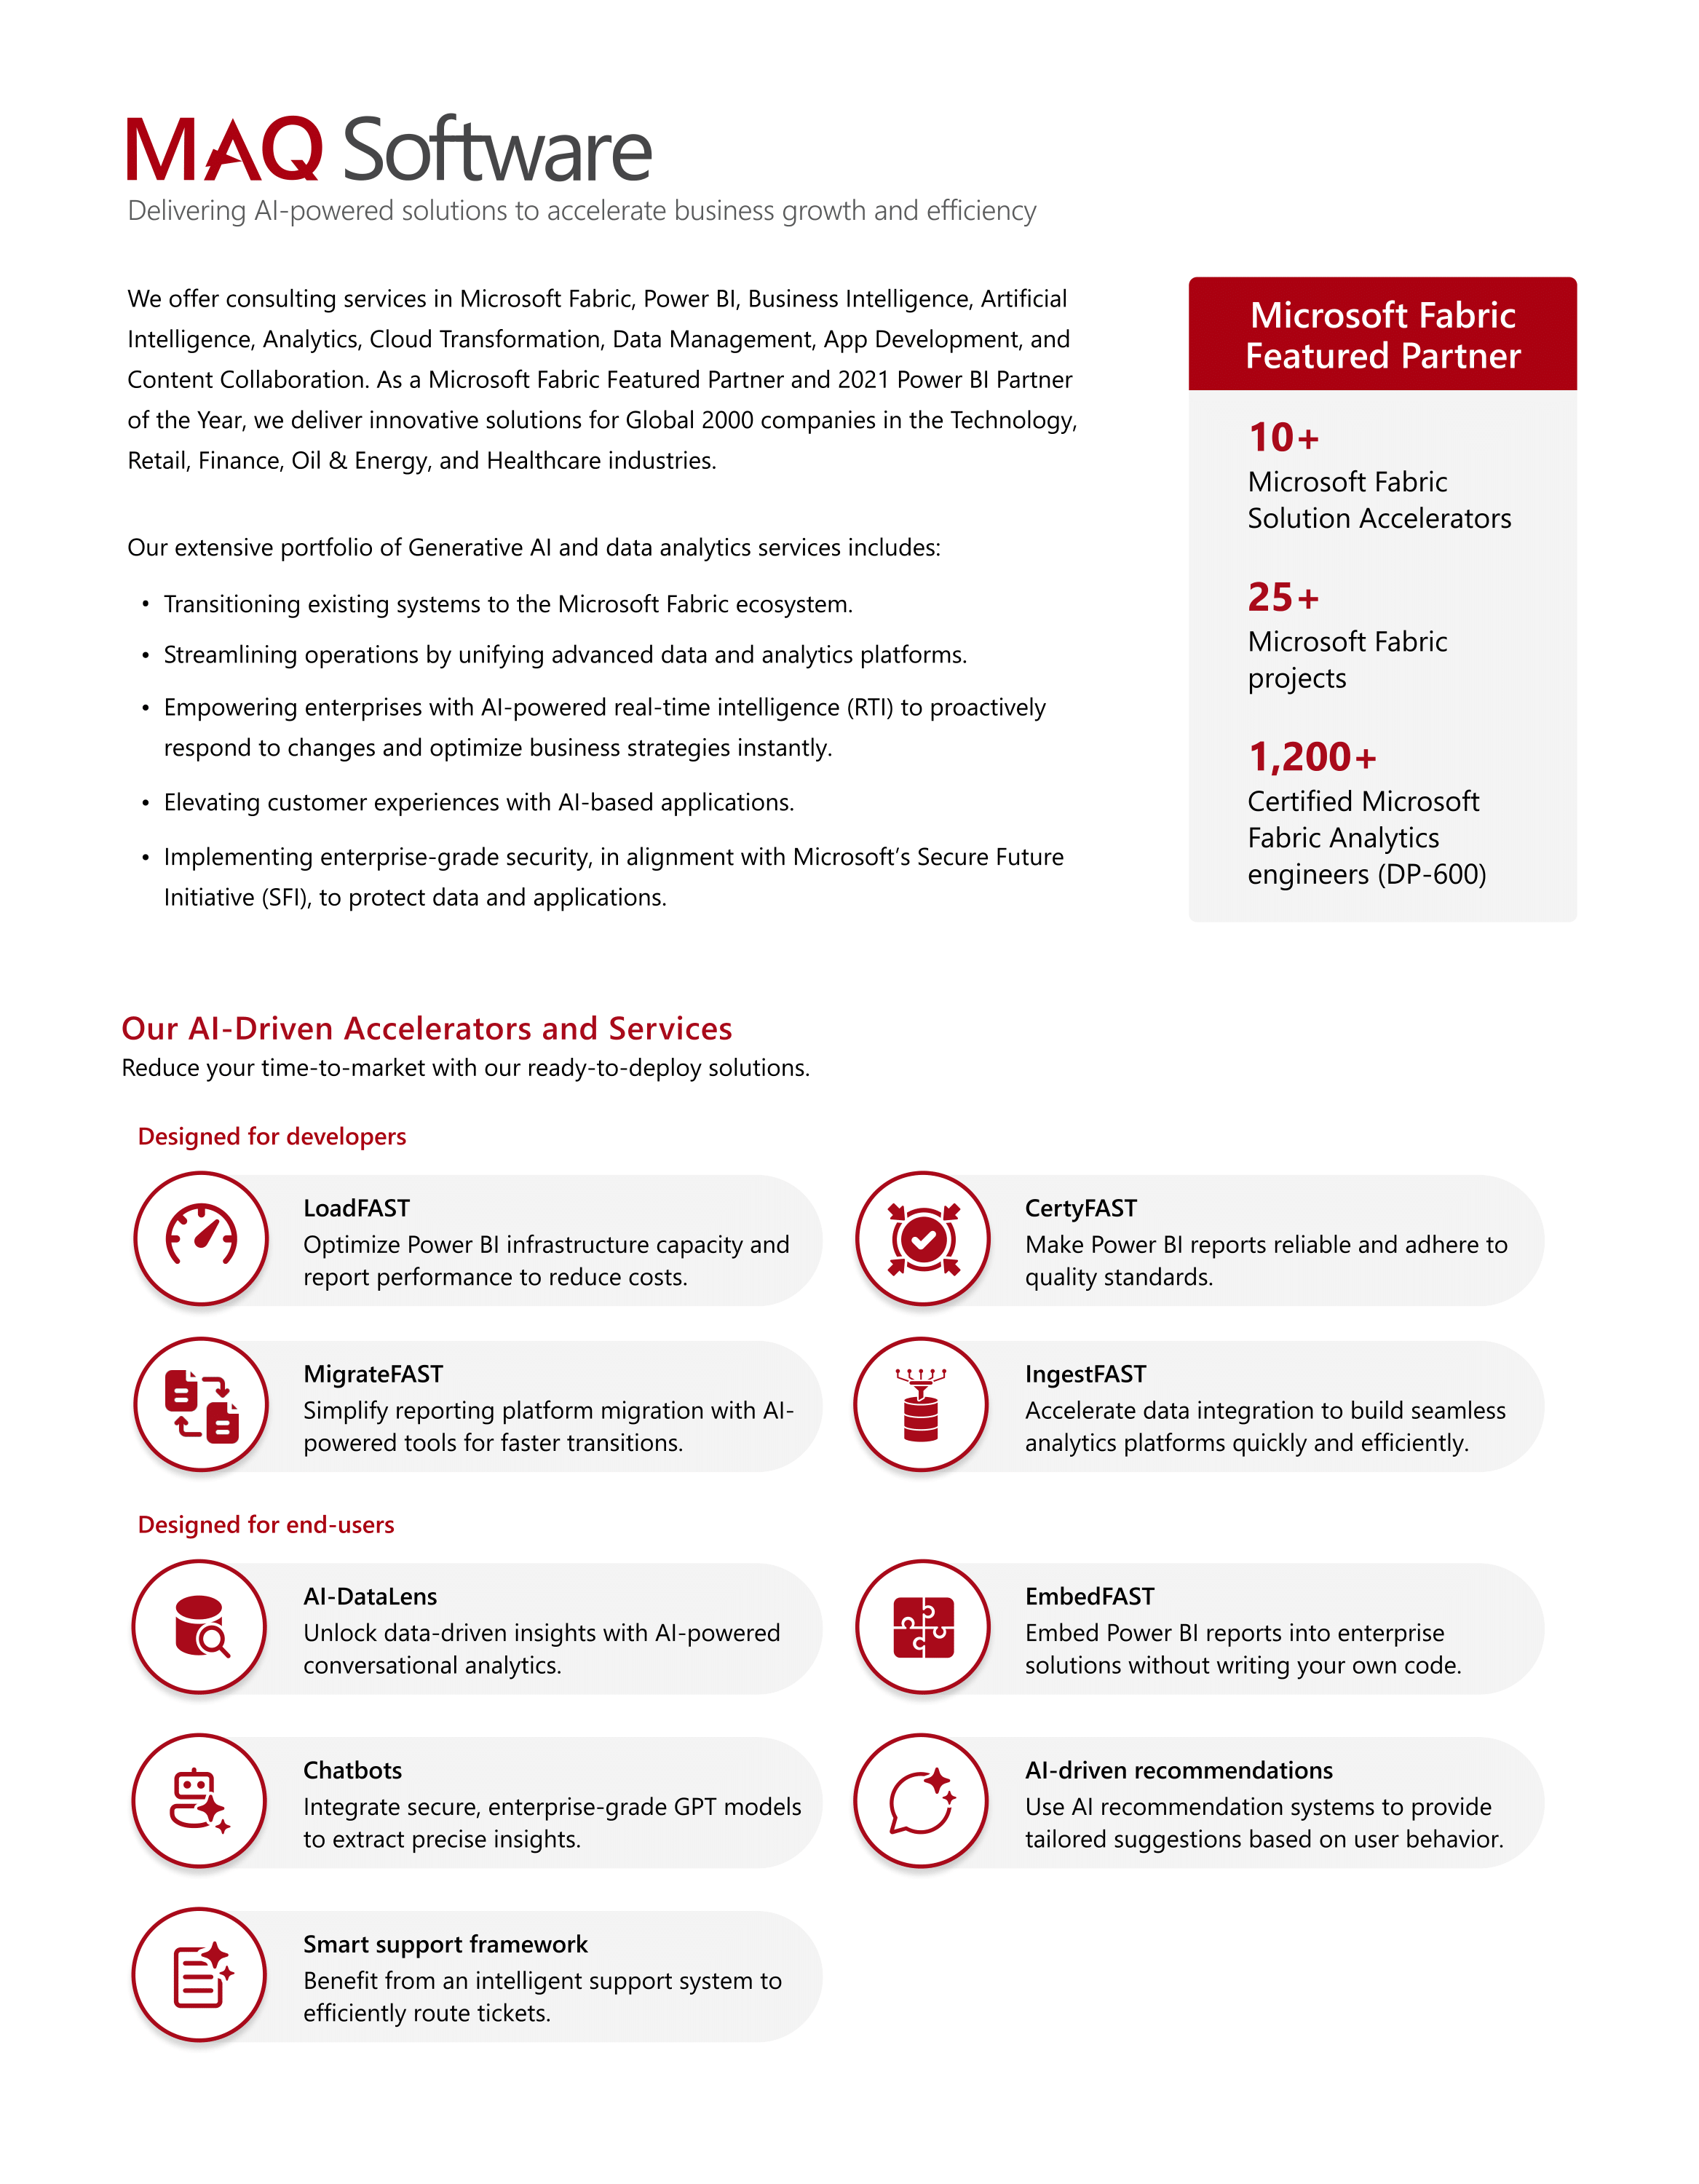 MAQ Software
Delivering AI-powered solutions to accelerate business growth and efficiency
We offer consulting services in Microsoft Fabric, Power BI, Business Intelligence, Artificial
Intelligence, Analytics, Cloud Transformation, Data Management, App Development, and
Content Collaboration. As a Microsoft Fabric Featured Partner and 2021 Power BI Partner
of the Year, we deliver innovative solutions for Global 2000 companies in the Technology,
Retail, Finance, Oil & Energy, and Healthcare industries.
Our extensive portfolio of Generative AI and data analytics services includes:
• Transitioning existing systems to the Microsoft Fabric ecosystem.
• Streamlining operations by unifying advanced data and analytics platforms.
• Empowering enterprises with AI-powered real-time intelligence (RTI) to proactively
respond to changes and optimize business strategies instantly.
• Elevating customer experiences with AI-based applications.
• Implementing enterprise-grade security, in alignment with Microsoft’s Secure Future
Initiative (SFI), to protect data and applications.
Microsoft Fabric
Featured Partner
10+
Microsoft Fabric
Solution Accelerators
25+
Microsoft Fabric
projects
1,200+
Certified Microsoft
Fabric Analytics
engineers (DP-600)
Our AI-Driven Accelerators and Services
Reduce your time-to-market with our ready-to-deploy solutions.
Designed for developers
LoadFAST
Optimize Power BI infrastructure capacity and
report performance to reduce costs.
CertyFAST
Make Power BI reports reliable and adhere to
quality standards.
MigrateFAST
Simplify reporting platform migration with AI-
powered tools for faster transitions.
IngestFAST
Accelerate data integration to build seamless
analytics platforms quickly and efficiently.
Designed for end-users
AI-DataLens
Unlock data-driven insights with AI-powered
conversational analytics.
EmbedFAST
Embed Power BI reports into enterprise
solutions without writing your own code.
Chatbots
Integrate secure, enterprise-grade GPT models
to extract precise insights.
AI-driven recommendations
Use AI recommendation systems to provide
tailored suggestions based on user behavior.
Smart support framework
Benefit from an intelligent support system to
efficiently route tickets.